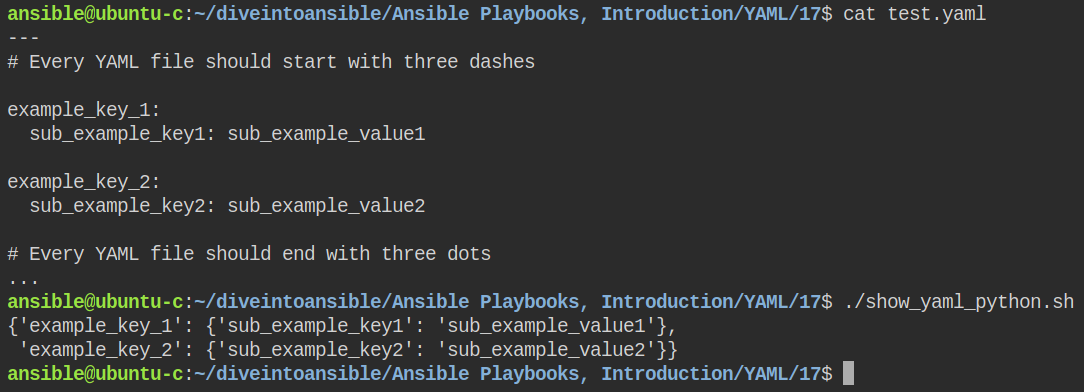 ansible@ubuntu-c:~/diveintoansible/Ansible Playbooks, Introduction/YAML/17$ cat test.yaml
---
# Every YAML file should start with three dashes

example_key_1:
  sub_example_key1: sub_example_value1

example_key_2:
  sub_example_key2: sub_example_value2

# Every YAML file should end with three dots
...
ansible@ubuntu-c:~/diveintoansible/Ansible Playbooks, Introduction/YAML/17$ ./show_yaml_python.sh
{'example_key_1': {'sub_example_key1': 'sub_example_value1'},
 'example_key_2': {'sub_example_key2': 'sub_example_value2'}}
ansible@ubuntu-c:~/diveintoansible/Ansible Playbooks, Introduction/YAML/17$